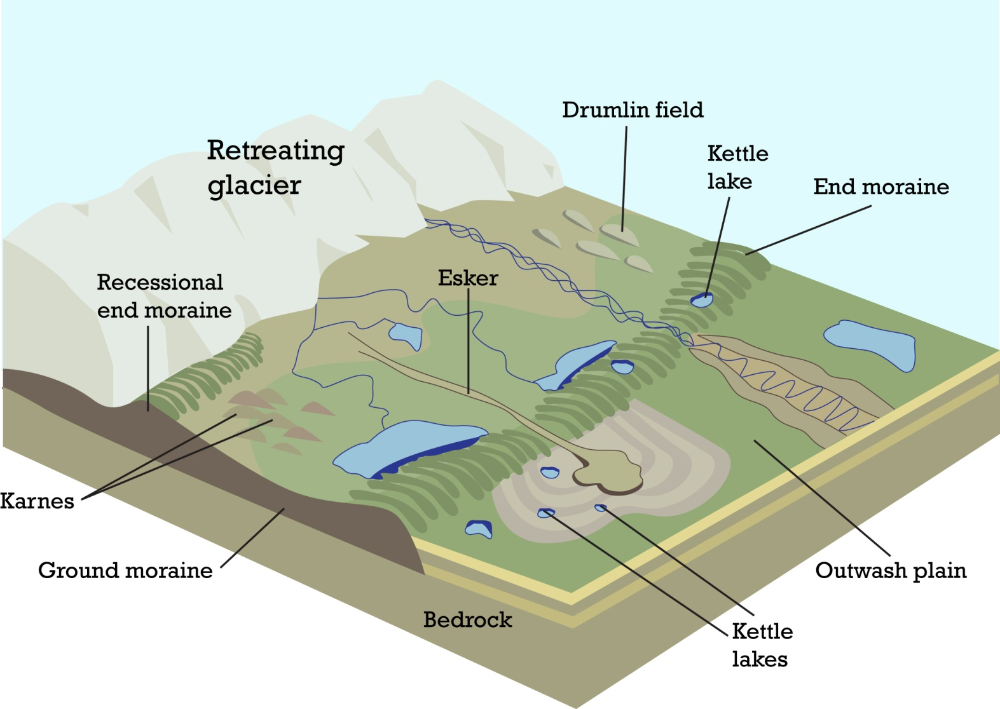 Drumlin field
Kettle
lake
End moraine
Retreating
glacier
Recessional
end moraine
Esker
Karnes
Ground moraine
Outwash plain
Bedrock
Kettle
lakes